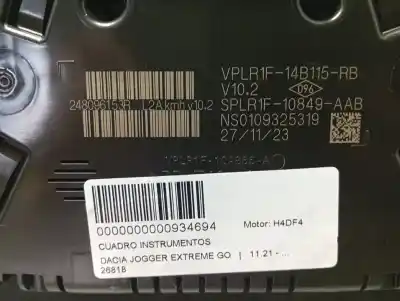 VPLR1F-14B115-RB
V10.2
096
248096153R L2A kmh v10.2
SPLR1F-10849-AAB
NS0109325319
27/11/23
0000000000934694
Motor: H4DF4
CUADRO INSTRUMENTOS
DACIA JOGGER EXTREME GO | 11.21 - ...
26818